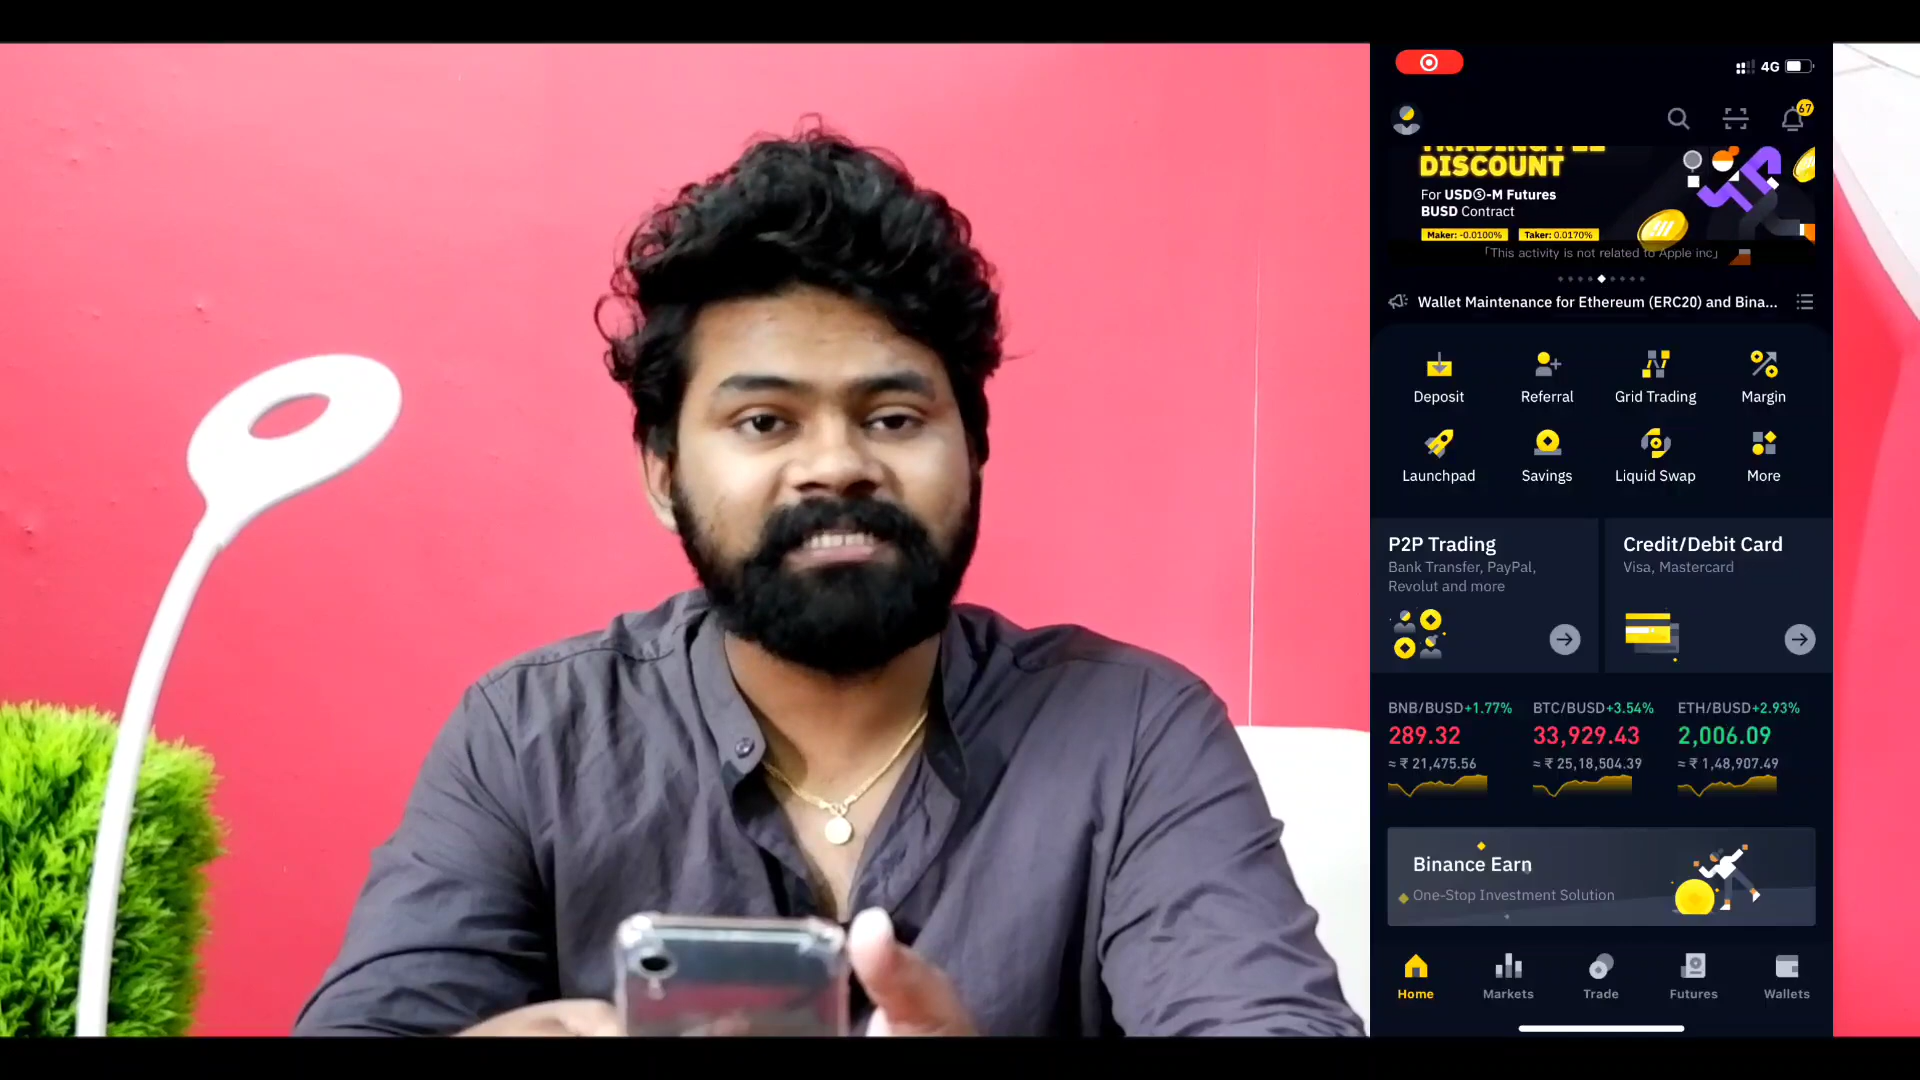 4G
67
DISCOUNT
For USDⓈ-M Futures
BUSD Contract
Maker: -0.0100% Taker: 0.0170%
「This activity is not related to Apple inc」
Wallet Maintenance for Ethereum (ERC20) and Bina...
Deposit Referral Grid Trading Margin
Launchpad Savings Liquid Swap More
P2P Trading
Bank Transfer, PayPal,
Revolut and more
Credit/Debit Card
Visa, Mastercard
BNB/BUSD+1.77% BTC/BUSD+3.54% ETH/BUSD+2.93%
289.32 33,929.43 2,006.09
≈ ₹ 21,475.56 ≈ ₹ 25,18,504.39 ≈ ₹ 1,48,907.49
Binance Earn
One-Stop Investment Solution
Home Markets Trade Futures Wallets